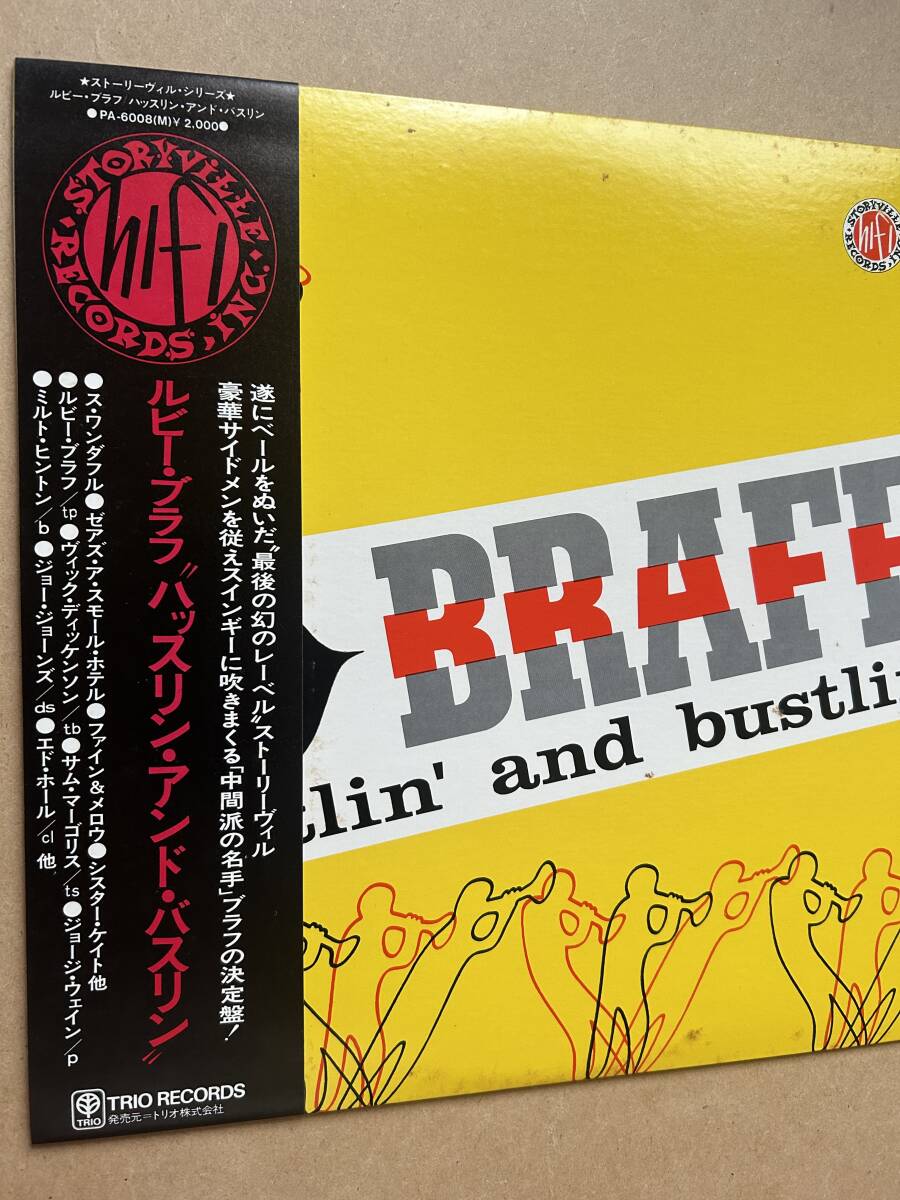 ★ストーリーヴィル・シリーズ★
ルビー・ブラフ/ハッスリン・アンド・バスリン
●PA-6008(M)¥2,000●
STORYVILLE RECORDS, INC.
hifi
遂にベールをぬいだ“最後の幻のレーベル”ストーリーヴィル
豪華サイドメンを従えスインギーに吹きまくる「中間派の名手」ブラフの決定盤!
ルビー・ブラフ“ハッスリン・アンド・バスリン”
●ス・ワンダフル●ゼアズ・ア・スモール・ホテル●ファイン&メロウ●シスター・ケイト他
●ルビー・ブラフ/tp●ヴィック・ディッケンソン/tb●サム・マーゴリス/ts●ジョージ・ウェイン/p
●ミルト・ヒントン/b●ジョー・ジョーンズ/ds●エド・ホール/cl 他
TRIO
TRIO RECORDS
発売元=トリオ株式会社
STORYVILLE RECORDS, INC.
hifi
BRAFF
tlin' and bustlin